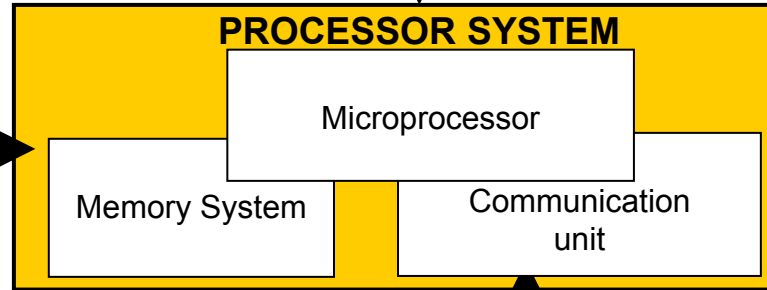 PROCESSOR SYSTEM
Microprocessor
Memory System
Communication
unit